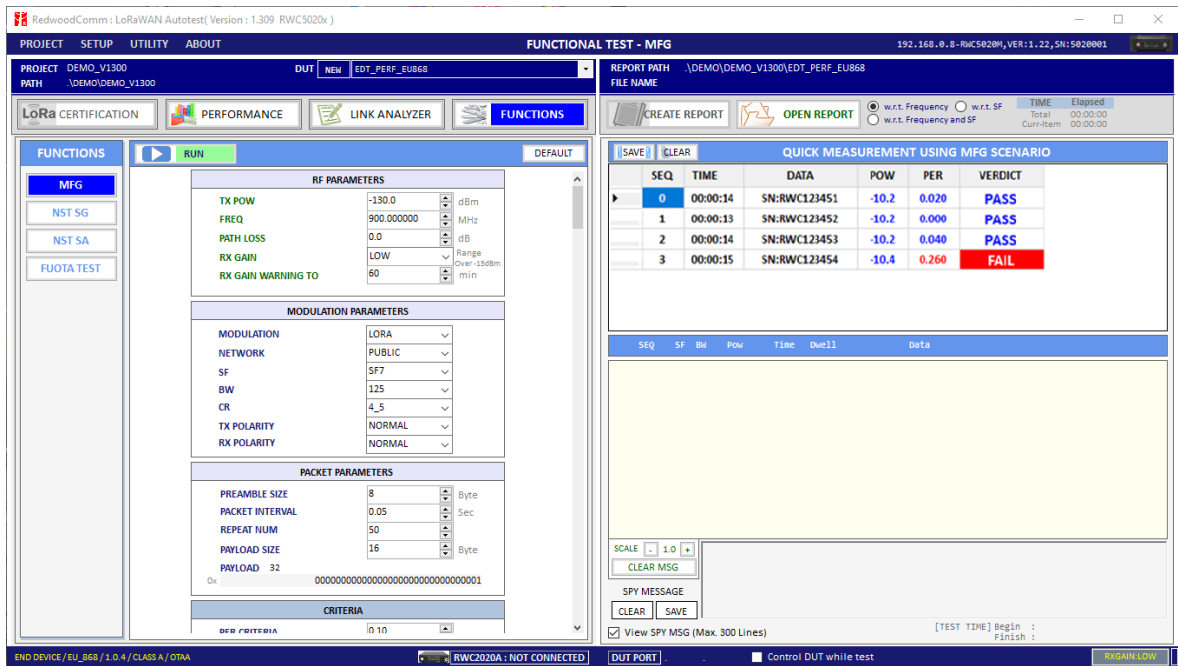 RedwoodComm : LoRaWAN Autotest( Version : 1.309 RWC5020x )
PROJECT SETUP UTILITY ABOUT
FUNCTIONAL TEST - MFG
192.168.0.8-RWC5020M,VER:1.22,SN:5020001
PROJECT DEMO_V1300
PATH .\DEMO\DEMO_V1300
DUT NEW EDT_PERF_EU868
REPORT PATH .\DEMO\DEMO_V1300\EDT_PERF_EU868
FILE NAME
LoRa CERTIFICATION
PERFORMANCE
LINK ANALYZER
FUNCTIONS
CREATE REPORT
OPEN REPORT
w.r.t. Frequency w.r.t. SF
w.r.t. Frequency and SF
TIME Elapsed
Total 00:00:00
Curr-Item 00:00:00
FUNCTIONS
MFG
NST SG
NST SA
FUOTA TEST
RUN
DEFAULT
RF PARAMETERS
TX POW -130.0 dBm
FREQ 900.000000 MHz
PATH LOSS 0.0 dB
RX GAIN LOW Range Over -15dBm
RX GAIN WARNING TO 60 min
MODULATION PARAMETERS
MODULATION LORA
NETWORK PUBLIC
SF SF7
BW 125
CR 4_5
TX POLARITY NORMAL
RX POLARITY NORMAL
PACKET PARAMETERS
PREAMBLE SIZE 8 Byte
PACKET INTERVAL 0.05 Sec
REPEAT NUM 50
PAYLOAD SIZE 16 Byte
PAYLOAD 32
0x 00000000000000000000000000000001
CRITERIA
PER CRITERIA 0.10
SAVE CLEAR QUICK MEASUREMENT USING MFG SCENARIO
SEQ TIME DATA POW PER VERDICT
0 00:00:14 SN:RWC123451 -10.2 0.020 PASS
1 00:00:13 SN:RWC123452 -10.2 0.000 PASS
2 00:00:14 SN:RWC123453 -10.2 0.040 PASS
3 00:00:15 SN:RWC123454 -10.4 0.260 FAIL
SEQ SF BW Pow Time Dwell Data
SCALE - 1.0 +
CLEAR MSG
SPY MESSAGE
CLEAR SAVE
View SPY MSG (Max. 300 Lines)
[TEST TIME] Begin :
Finish :
END DEVICE / EU_868 / 1.0.4 / CLASS A / OTAA
RWC2020A : NOT CONNECTED
DUT PORT . .
Control DUT while test
RXGAIN:LOW